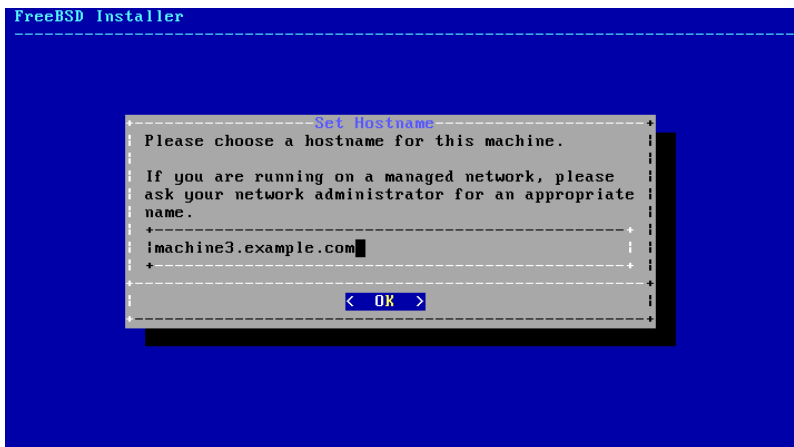 FreeBSD Installer
Set Hostname
Please choose a hostname for this machine.
If you are running on a managed network, please
ask your network administrator for an appropriate
name.
machine3.example.com
< OK >